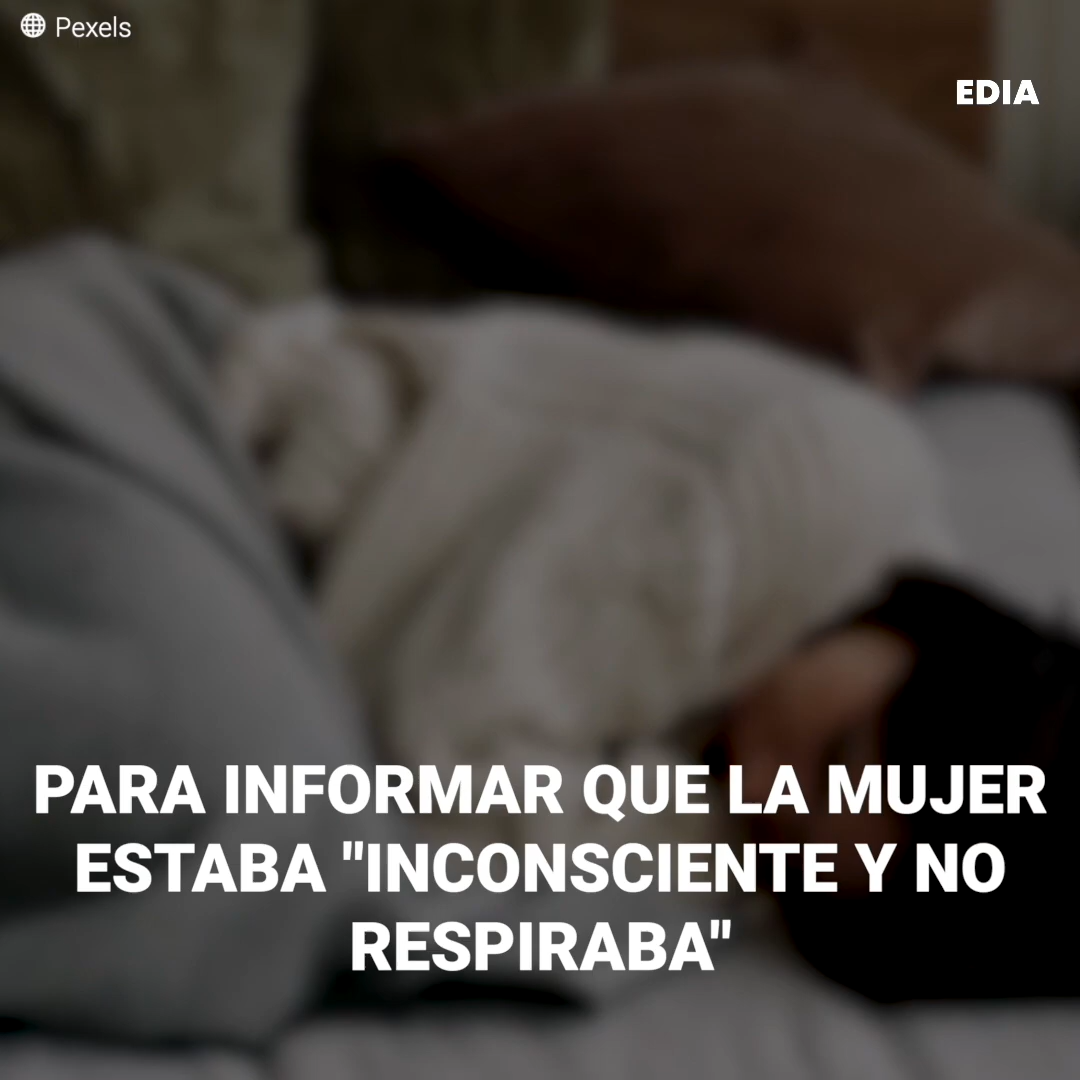 Pexels
EDIA
PARA INFORMAR QUE LA MUJER
ESTABA "INCONSCIENTE Y NO
RESPIRABA"